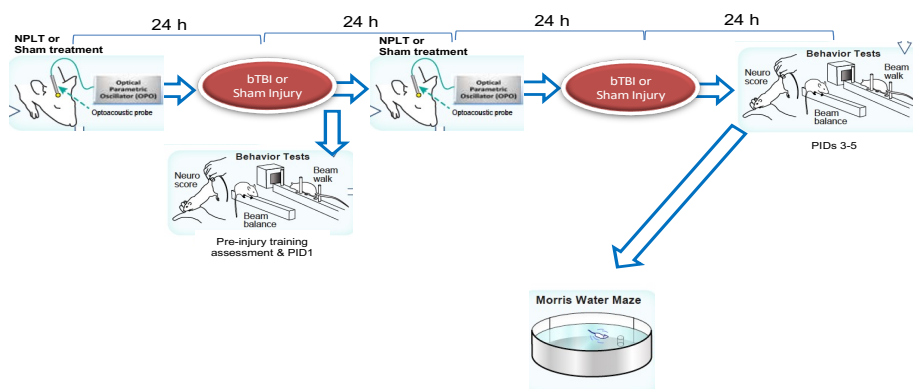 24 h
24 h
24 h
24 h
NPLT or
Sham treatment
Optical
Parametric
Oscillator (OPO)
Optoacoustic probe
bTBI or
Sham Injury
NPLT or
Sham treatment
Optical
Parametric
Oscillator (OPO)
Optoacoustic probe
bTBI or
Sham Injury
Behavior Tests
Neuro
score
Beam
walk
Beam
balance
PIDs 3-5
Behavior Tests
Neuro
score
Beam
walk
Beam
balance
Pre-injury training
assessment & PID1
Morris Water Maze